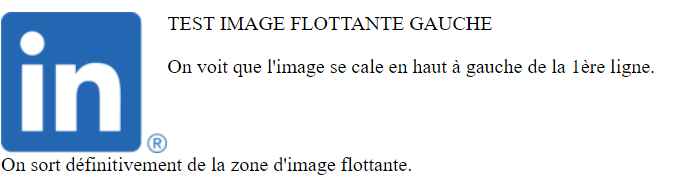 in®
TEST IMAGE FLOTTANTE GAUCHE
On voit que l'image se cale en haut à gauche de la 1ère ligne.
On sort définitivement de la zone d'image flottante.